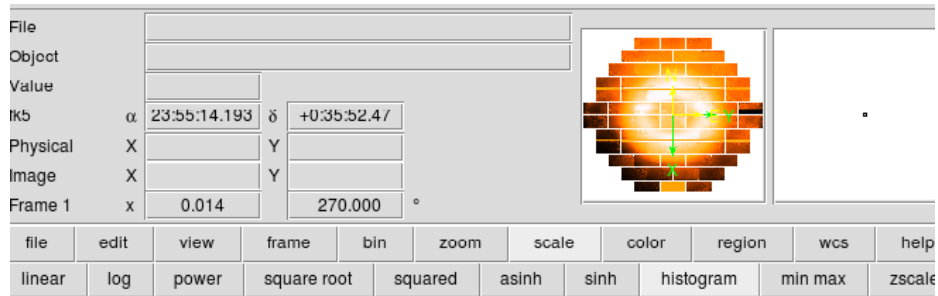 File
Object
Value
fk5 α 23:55:14.193 δ +0:35:52.47
Physical X Y
Image X Y
Frame 1 x 0.014 270.000 °
N
X
file edit view frame bin zoom scale color region wcs help
linear log power square root squared asinh sinh histogram min max zscale